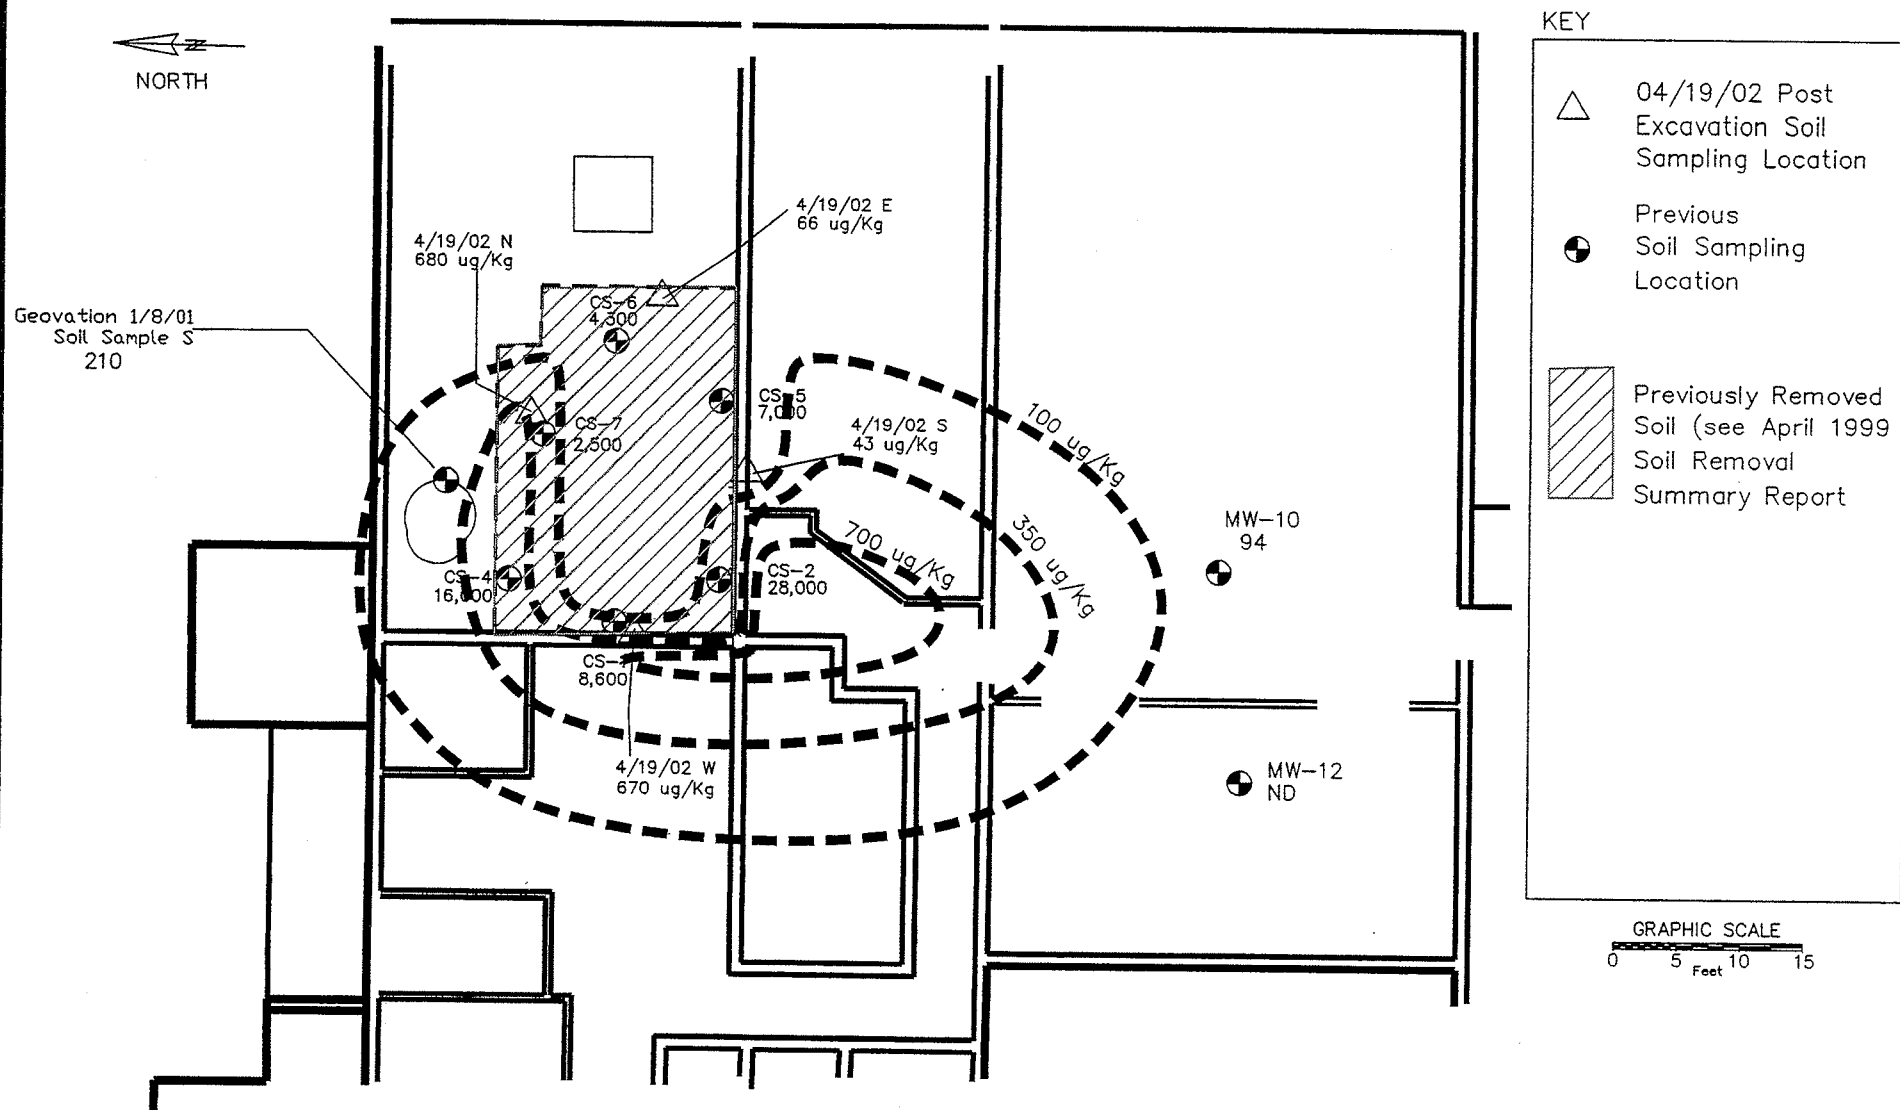 KEY
NORTH
04/19/02 Post
Excavation Soil
Sampling Location
Previous
Soil Sampling
Location
Previously Removed
Soil (see April 1999
Soil Removal
Summary Report
GRAPHIC SCALE
0 5 10 15
Feet
4/19/02 E
66 ug/Kg
4/19/02 N
680 ug/Kg
Geovation 1/8/01
Soil Sample S
210
CS-6
4,300
CS-5
7,000
CS-7
2,500
4/19/02 S
43 ug/Kg
100 ug/Kg
350 ug/Kg
700 ug/Kg
MW-10
94
CS-4
16,000
CS-2
28,000
CS-1
8,600
4/19/02 W
670 ug/Kg
MW-12
ND